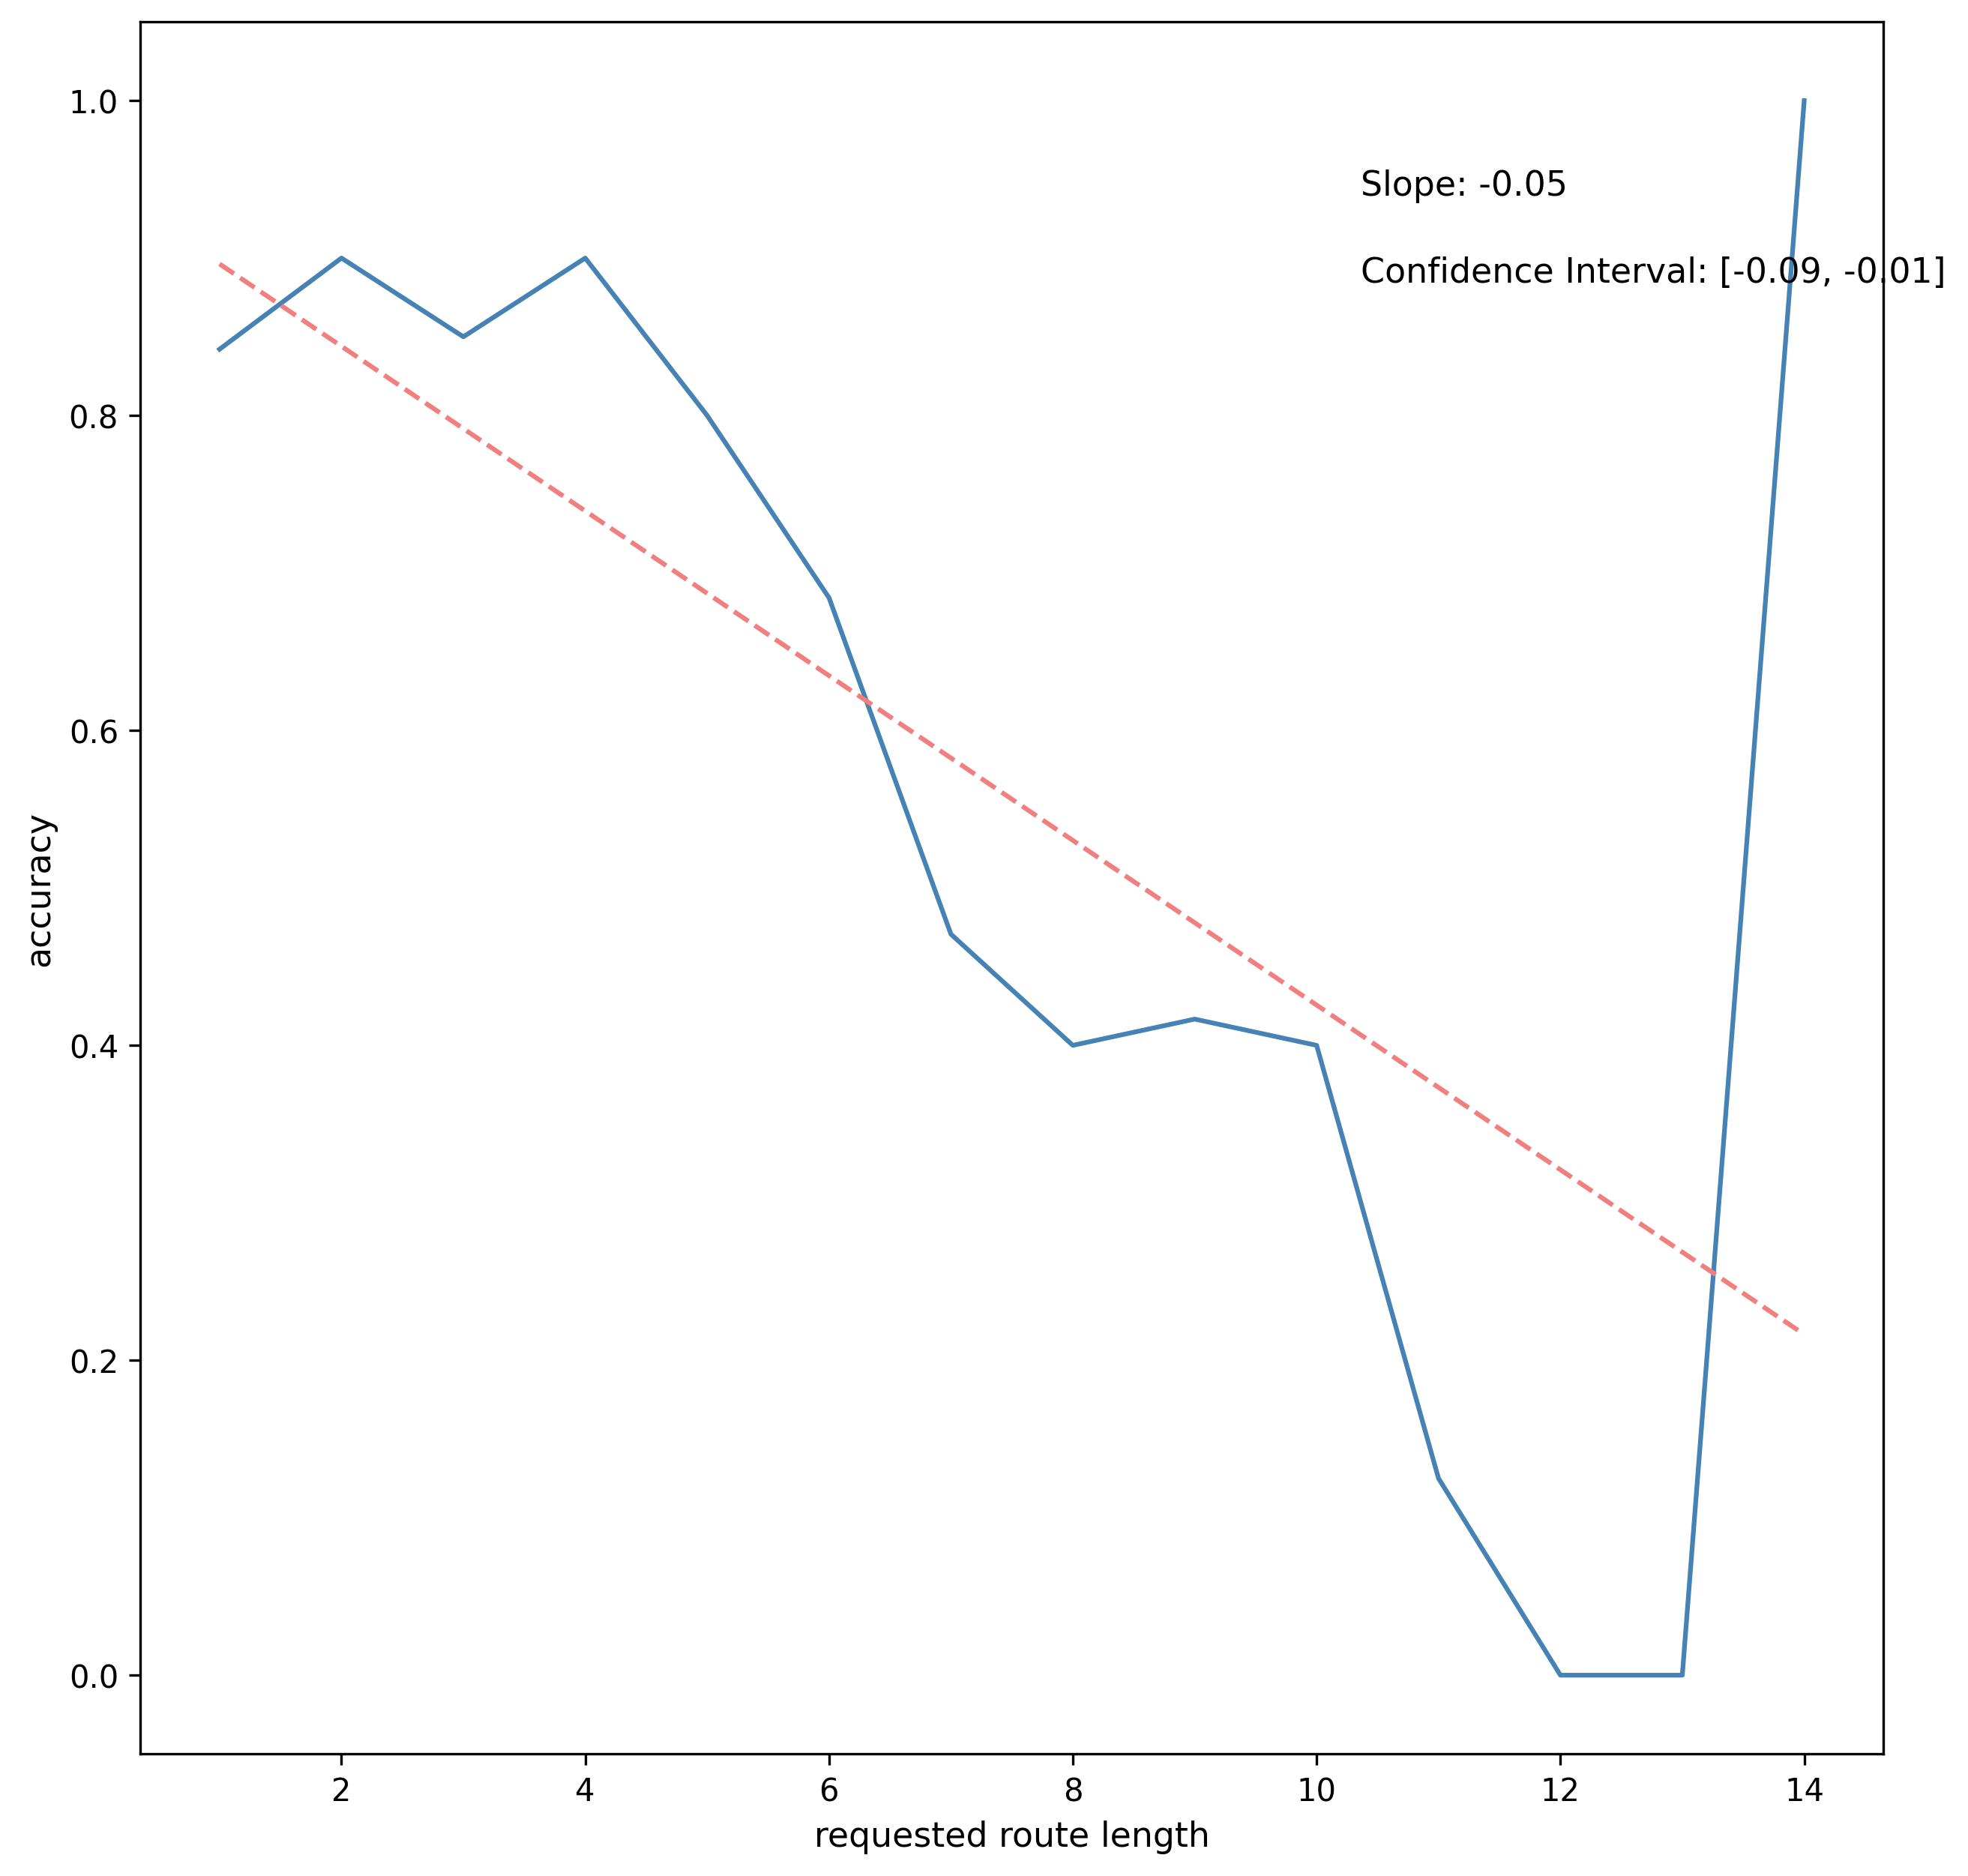 1.0
0.8
0.6
0.4
0.2
0.0
accuracy
Slope: -0.05
Confidence Interval: [-0.09, -0.01]
2 4 6 8 10 12 14
requested route length